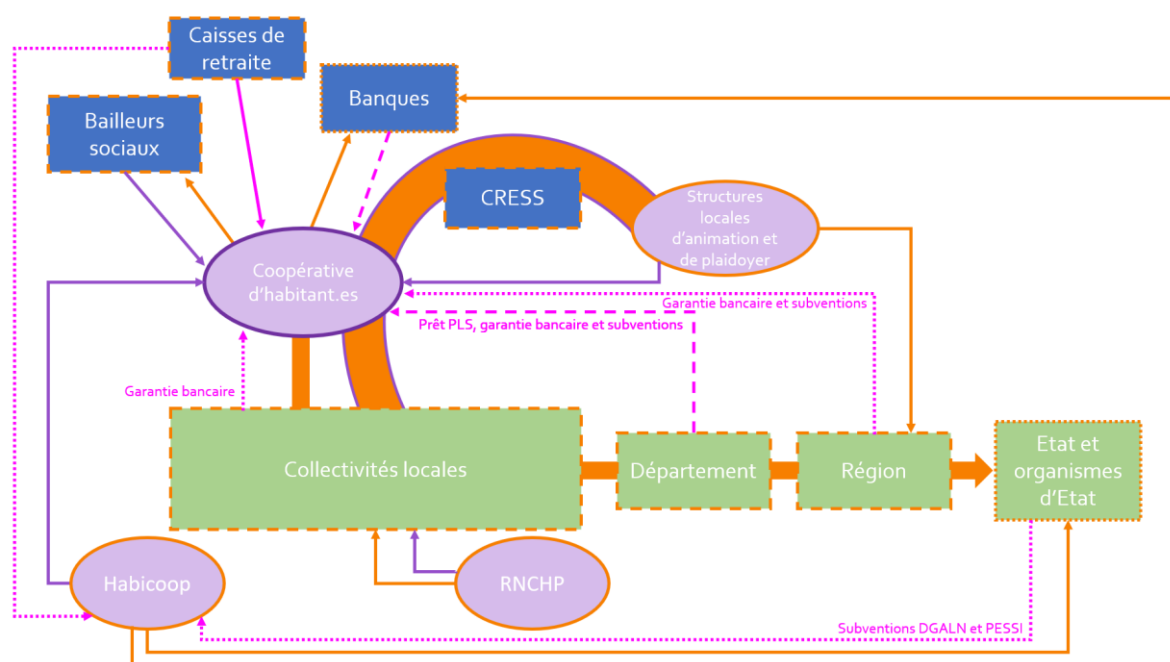 Caisses de
retraite
Banques
Bailleurs
sociaux
CRESS
Structures
locales
d'animation et
de plaidoyer
Coopérative
d'habitant.es
Garantie bancaire et subventions
Prêt PLS, garantie bancaire et subventions
Garantie bancaire
Collectivités locales
Département
Région
Etat et
organismes
d'Etat
Habicoop
RNCHP
Subventions DGALN et PESSI